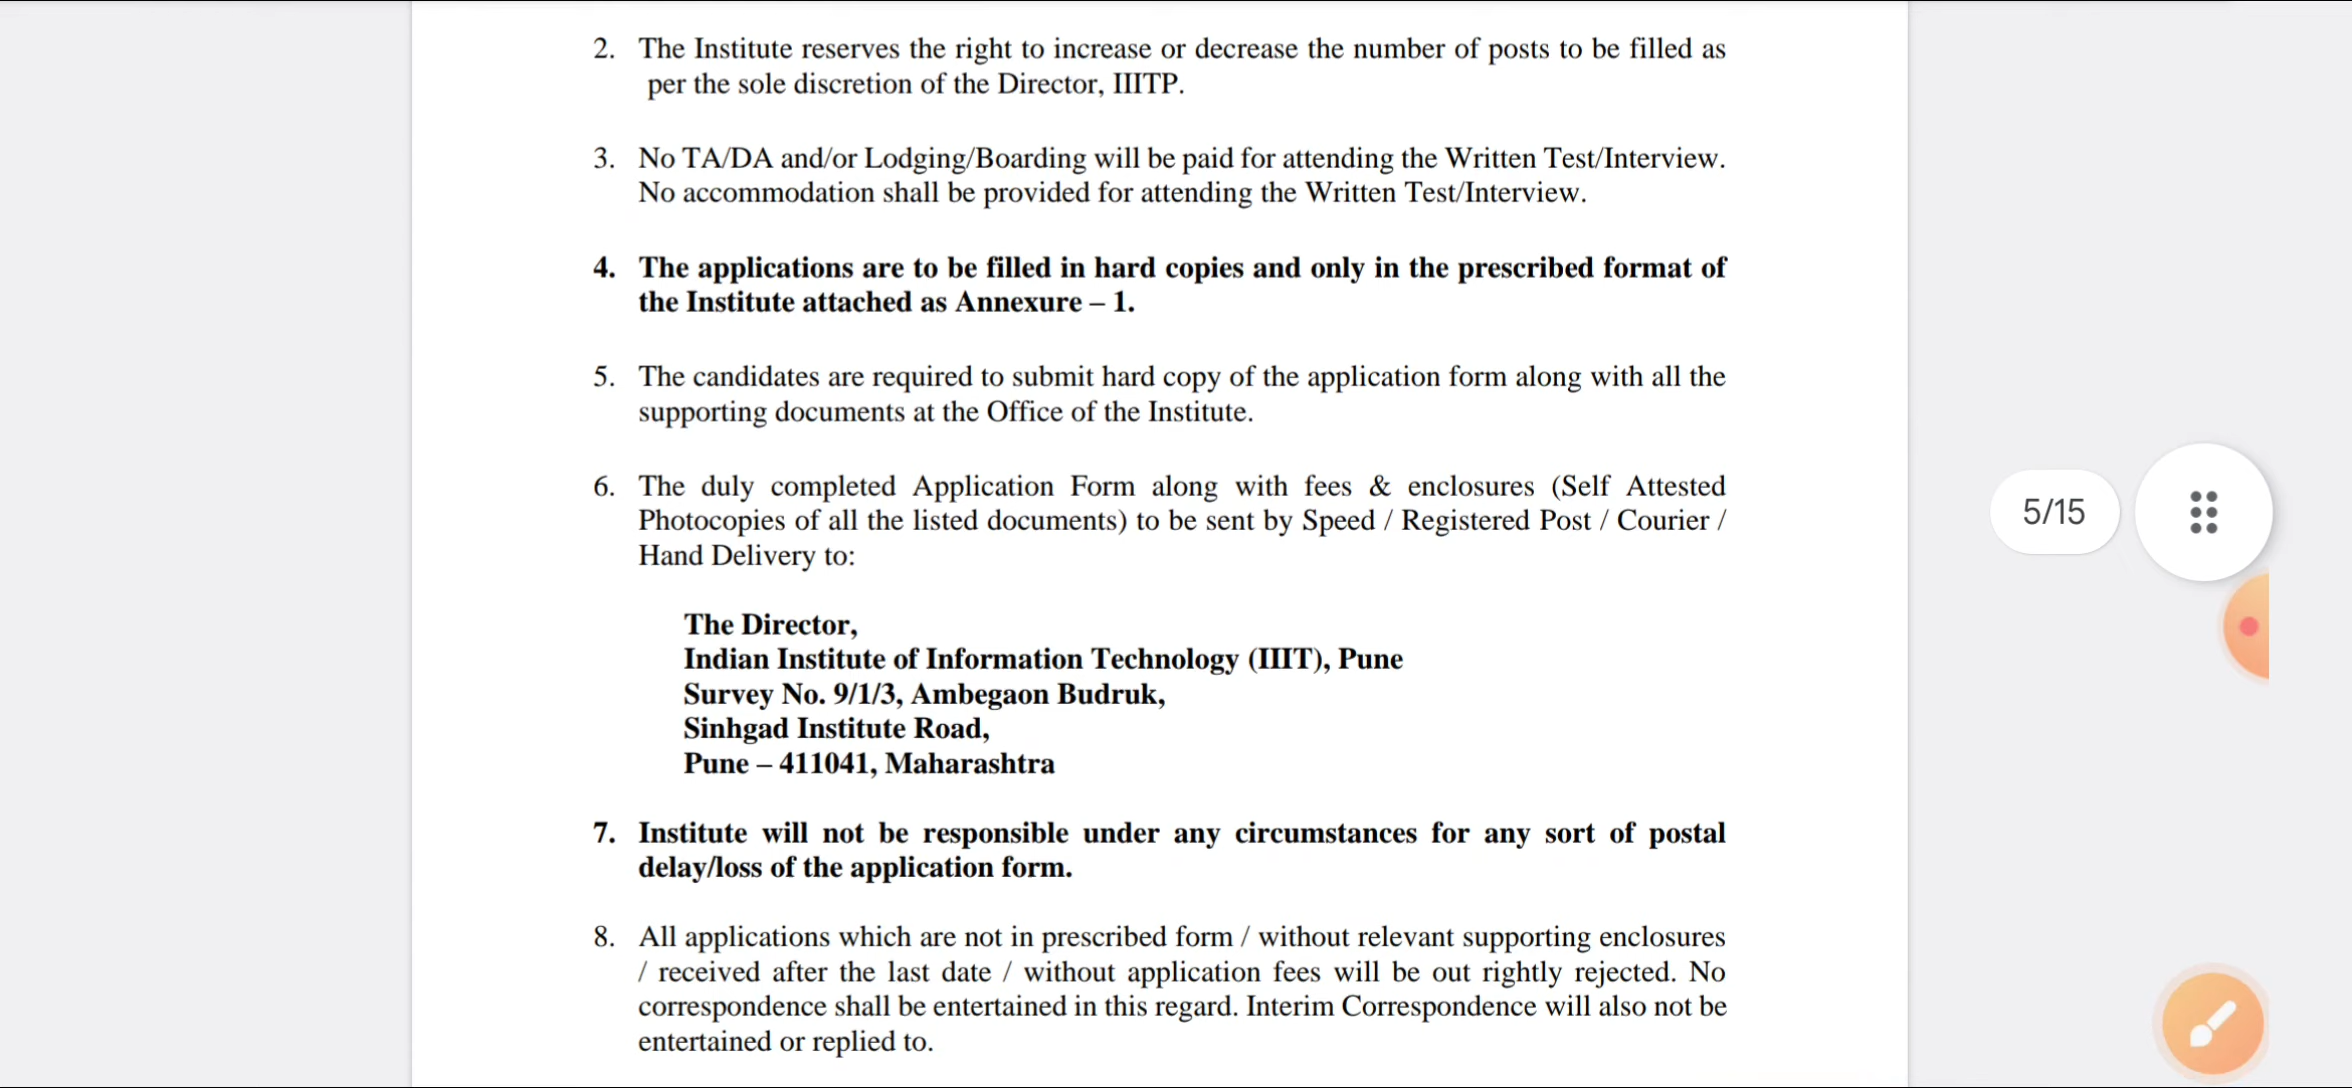 2. The Institute reserves the right to increase or decrease the number of posts to be filled as
per the sole discretion of the Director, IIITP.
3. No TA/DA and/or Lodging/Boarding will be paid for attending the Written Test/Interview.
No accommodation shall be provided for attending the Written Test/Interview.
4. The applications are to be filled in hard copies and only in the prescribed format of
the Institute attached as Annexure – 1.
5. The candidates are required to submit hard copy of the application form along with all the
supporting documents at the Office of the Institute.
6. The duly completed Application Form along with fees & enclosures (Self Attested
Photocopies of all the listed documents) to be sent by Speed / Registered Post / Courier /
Hand Delivery to:
5/15
The Director,
Indian Institute of Information Technology (IIIT), Pune
Survey No. 9/1/3, Ambegaon Budruk,
Sinhgad Institute Road,
Pune – 411041, Maharashtra
7. Institute will not be responsible under any circumstances for any sort of postal
delay/loss of the application form.
8. All applications which are not in prescribed form / without relevant supporting enclosures
/ received after the last date / without application fees will be out rightly rejected. No
correspondence shall be entertained in this regard. Interim Correspondence will also not be
entertained or replied to.